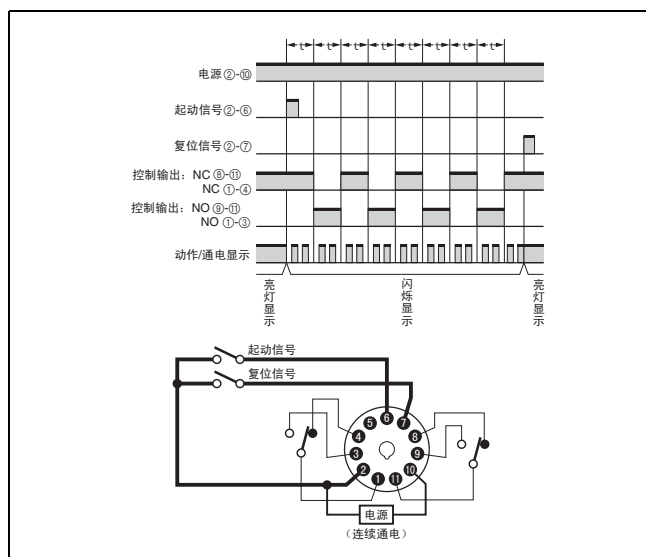 t t t t t t t t
电源②-⑩
起动信号②-⑥
复位信号②-⑦
控制输出：NC ⑧-⑪
NC ①-④
控制输出：NO ⑨-⑪
NO ①-③
动作/通电显示
亮灯显示
闪烁显示
亮灯显示
起动信号
复位信号
6
5 7
4 8
3 9
2 10
1 11
电源
（连续通电）